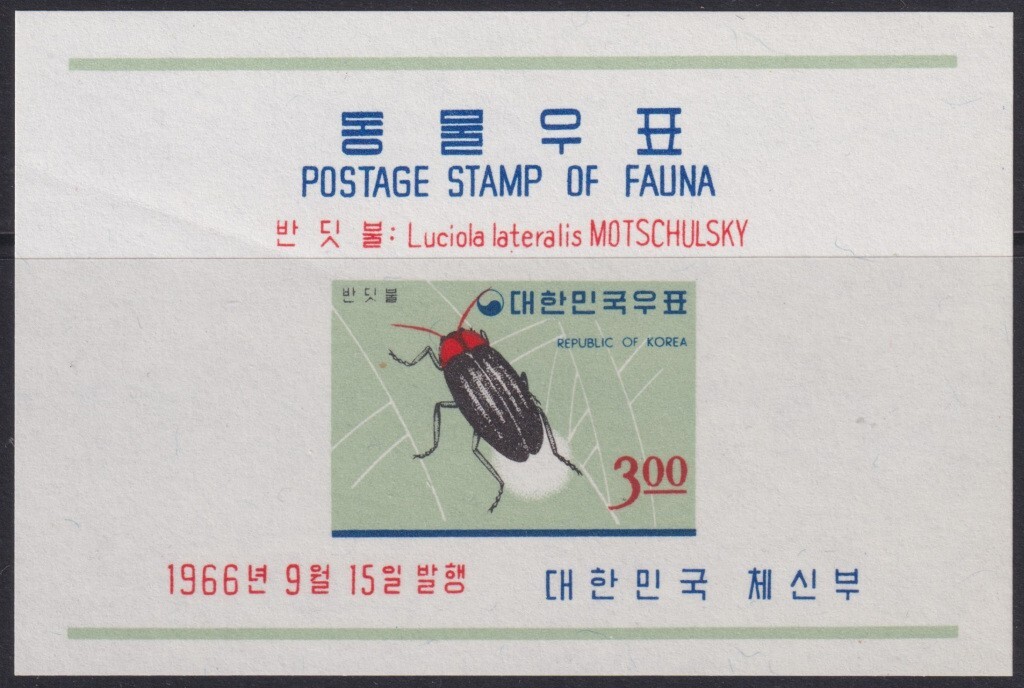 동물우표
POSTAGE STAMP OF FAUNA
반딧불: Luciola lateralis MOTSCHULSKY
반딧불
대한민국우표
REPUBLIC OF KOREA
3.00
1966년 9월 15일 발행
대한민국 체신부